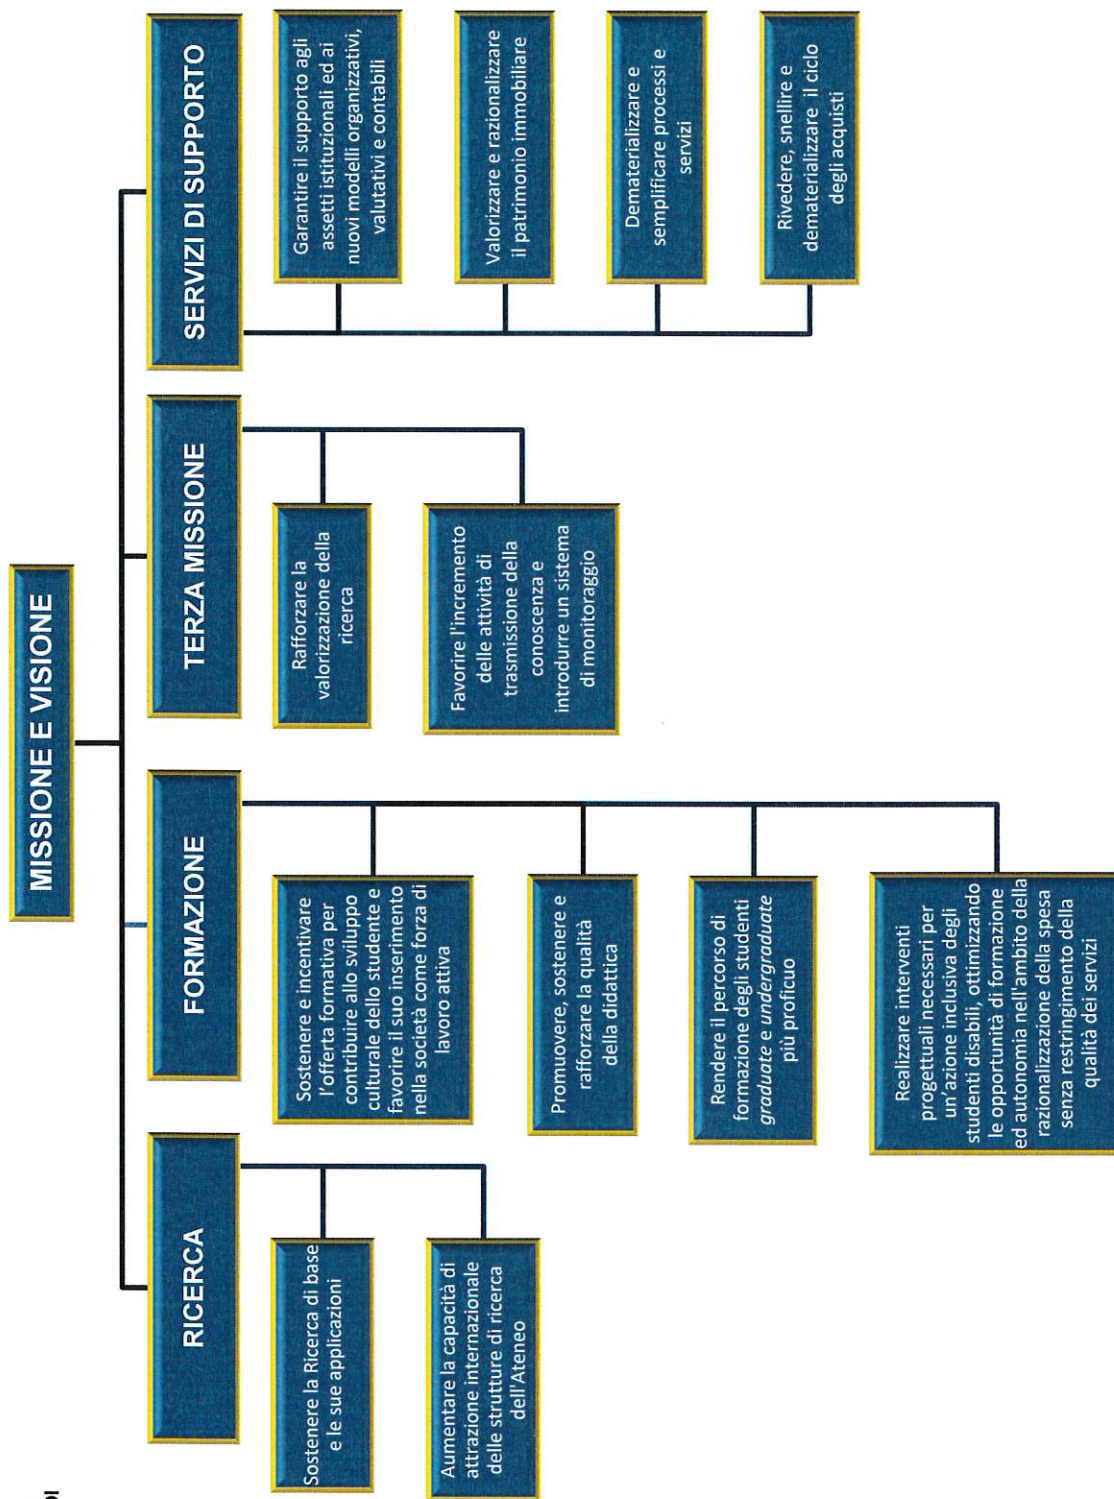 MISSIONE E VISIONE
RICERCA
Sostenere la Ricerca di base
e le sue applicazioni
Aumentare la capacità di
attrazione internazionale
delle strutture di ricerca
dell'Ateneo
FORMAZIONE
Sostenere e incentivare
l'offerta formativa per
contribuire allo sviluppo
culturale dello studente e
favorire il suo inserimento
nella società come forza di
lavoro attiva
Promuovere, sostenere e
rafforzare la qualità
della didattica
Rendere il percorso di
formazione degli studenti
graduate e undergraduate
più proficuo
Realizzare interventi
progettuali necessari per
un'azione inclusiva degli
studenti disabili, ottimizzando
le opportunità di formazione
ed autonomia nell'ambito della
razionalizzazione della spesa
senza restringimento della
qualità dei servizi
TERZA MISSIONE
Rafforzare la
valorizzazione della
ricerca
Favorire l'incremento
delle attività di
trasmissione della
conoscenza e
introdurre un sistema
di monitoraggio
SERVIZI DI SUPPORTO
Garantire il supporto agli
assetti istituzionali ed ai
nuovi modelli organizzativi,
valutativi e contabili
Valorizzare e razionalizzare
il patrimonio immobiliare
Dematerializzare e
semplificare processi e
servizi
Rivedere, snellire e
dematerializzare il ciclo
degli acquisti